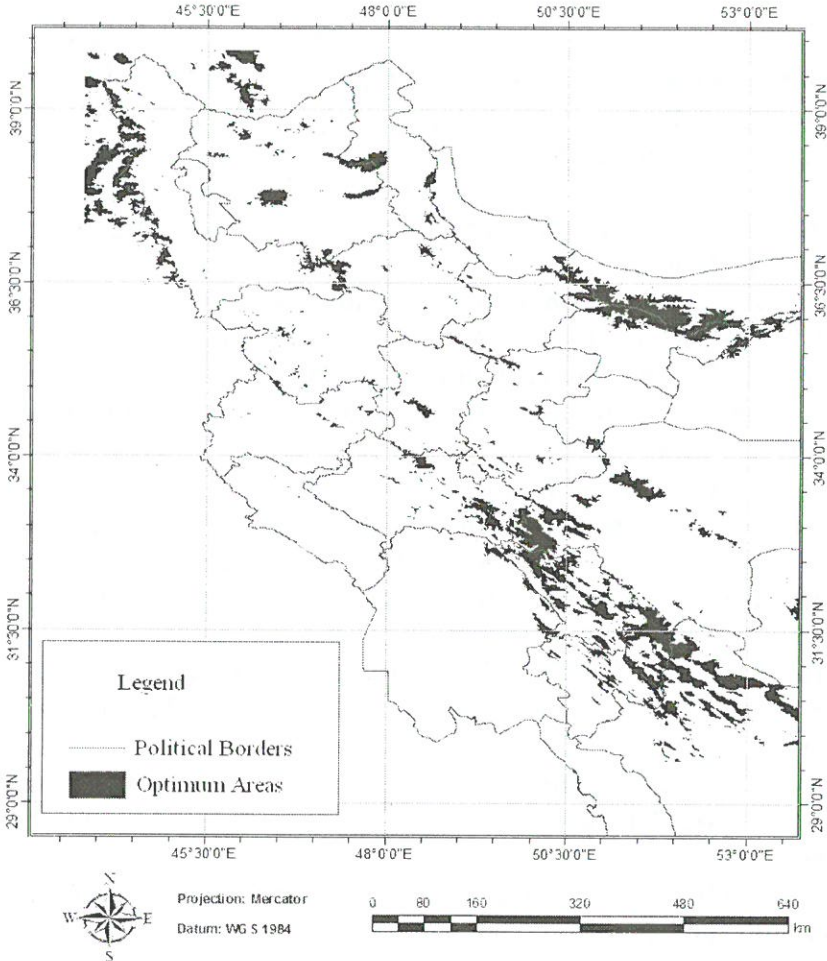 45°30'0"E 48°0'0"E 50°30'0"E 53°0'0"E
39°0'0"N 39°0'0"N
36°30'0"N 36°30'0"N
34°0'0"N 34°0'0"N
31°30'0"N 31°30'0"N
29°0'0"N 29°0'0"N
Legend
Political Borders
Optimum Areas
45°30'0"E 48°0'0"E 50°30'0"E 53°0'0"E
N
W E
S
Projection: Mercator
Datum: WG S 1984
0 80 160 320 480 640
km